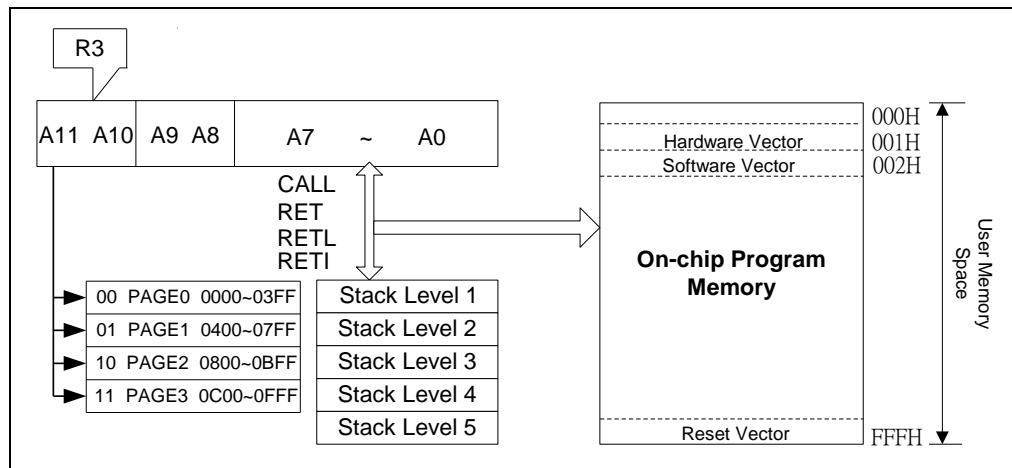 R3
A11 A10 A9 A8 A7 ~ A0
CALL
RET
RETL
RETI
00 PAGE0 0000~03FF
01 PAGE1 0400~07FF
10 PAGE2 0800~0BFF
11 PAGE3 0C00~0FFF
Stack Level 1
Stack Level 2
Stack Level 3
Stack Level 4
Stack Level 5
000H
Hardware Vector 001H
Software Vector 002H
On-chip Program
Memory
Reset Vector FFFH
User Memory
Space